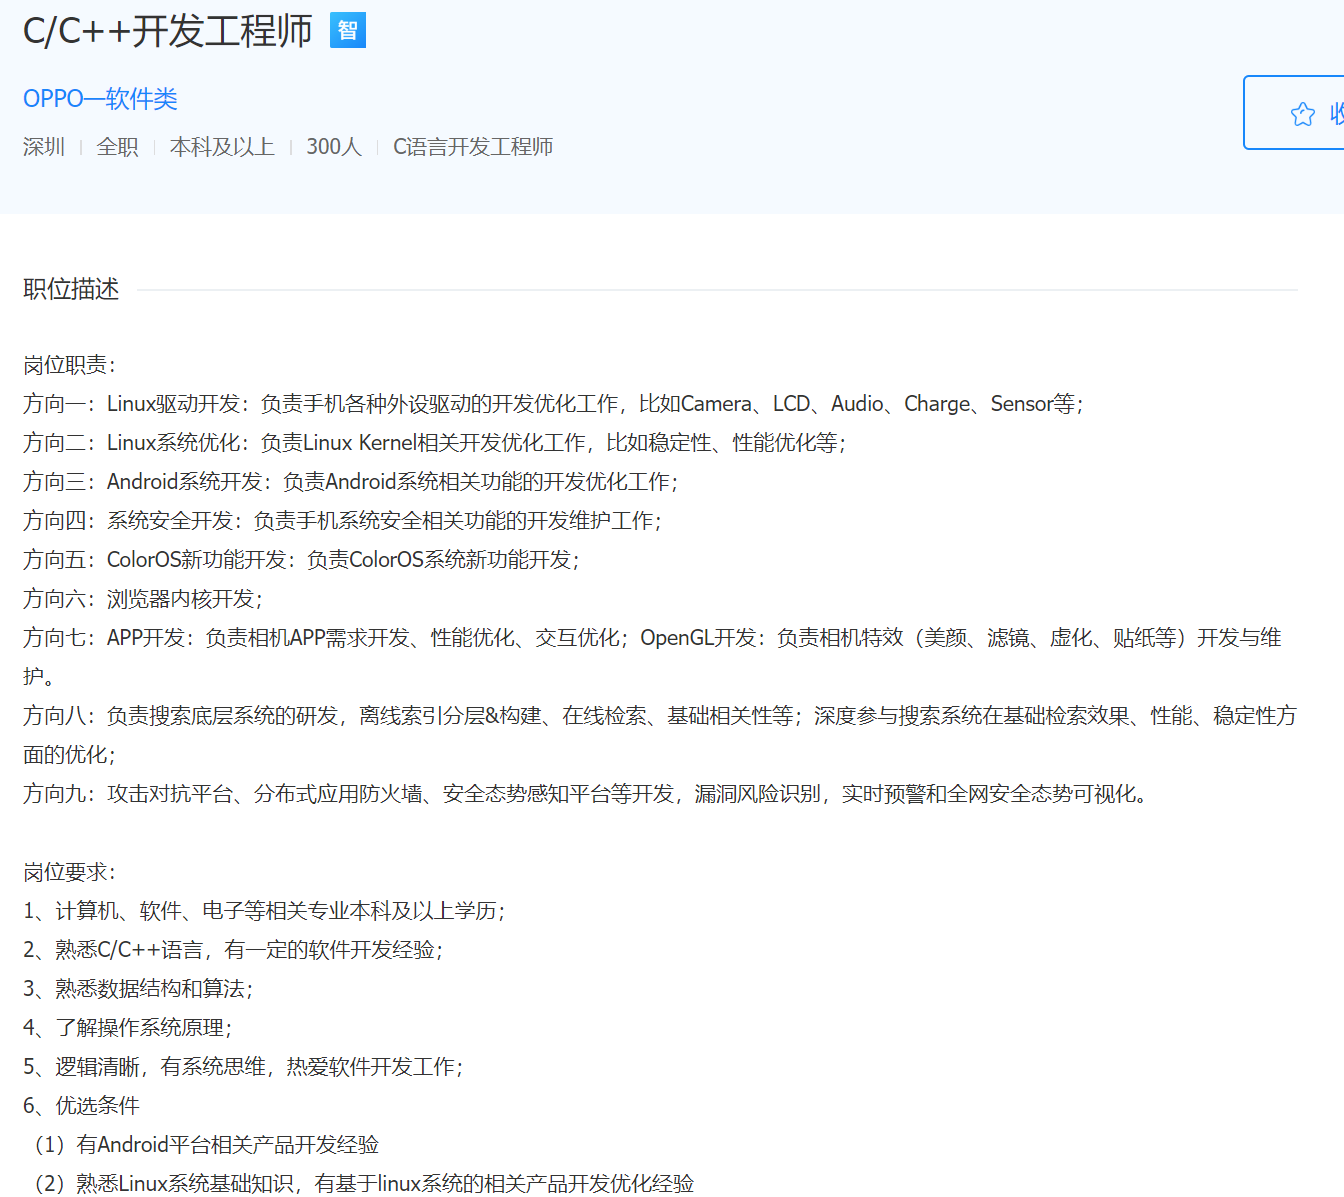 C/C++开发工程师 智
OPPO—软件类
收
深圳 全职 本科及以上 300人 C语言开发工程师
职位描述
岗位职责：
方向一：Linux驱动开发：负责手机各种外设驱动的开发优化工作，比如Camera、LCD、Audio、Charge、Sensor等；
方向二：Linux系统优化：负责Linux Kernel相关开发优化工作，比如稳定性、性能优化等；
方向三：Android系统开发：负责Android系统相关功能的开发优化工作；
方向四：系统安全开发：负责手机系统安全相关功能的开发维护工作；
方向五：ColorOS新功能开发：负责ColorOS系统新功能开发；
方向六：浏览器内核开发；
方向七：APP开发：负责相机APP需求开发、性能优化、交互优化；OpenGL开发：负责相机特效（美颜、滤镜、虚化、贴纸等）开发与维
护。
方向八：负责搜索底层系统的研发，离线索引分层&构建、在线检索、基础相关性等；深度参与搜索系统在基础检索效果、性能、稳定性方
面的优化；
方向九：攻击对抗平台、分布式应用防火墙、安全态势感知平台等开发，漏洞风险识别，实时预警和全网安全态势可视化。
岗位要求：
1、计算机、软件、电子等相关专业本科及以上学历；
2、熟悉C/C++语言，有一定的软件开发经验；
3、熟悉数据结构和算法；
4、了解操作系统原理；
5、逻辑清晰，有系统思维，热爱软件开发工作；
6、优选条件
（1）有Android平台相关产品开发经验
（2）熟悉Linux系统基础知识，有基于linux系统的相关产品开发优化经验